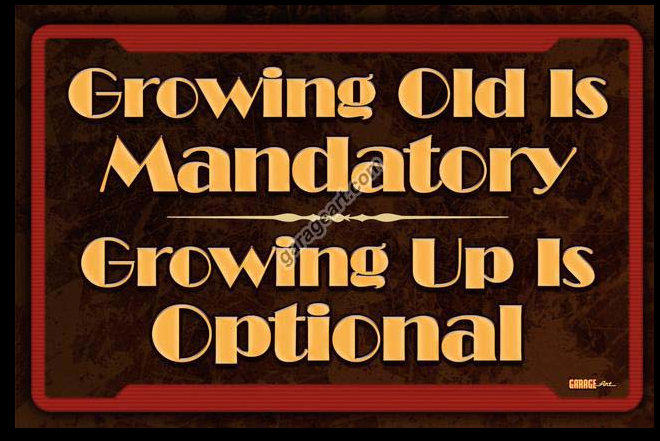 Growing Old Is
Mandatory
garageart.com
Growing Up Is
Optional
GARAGE Art